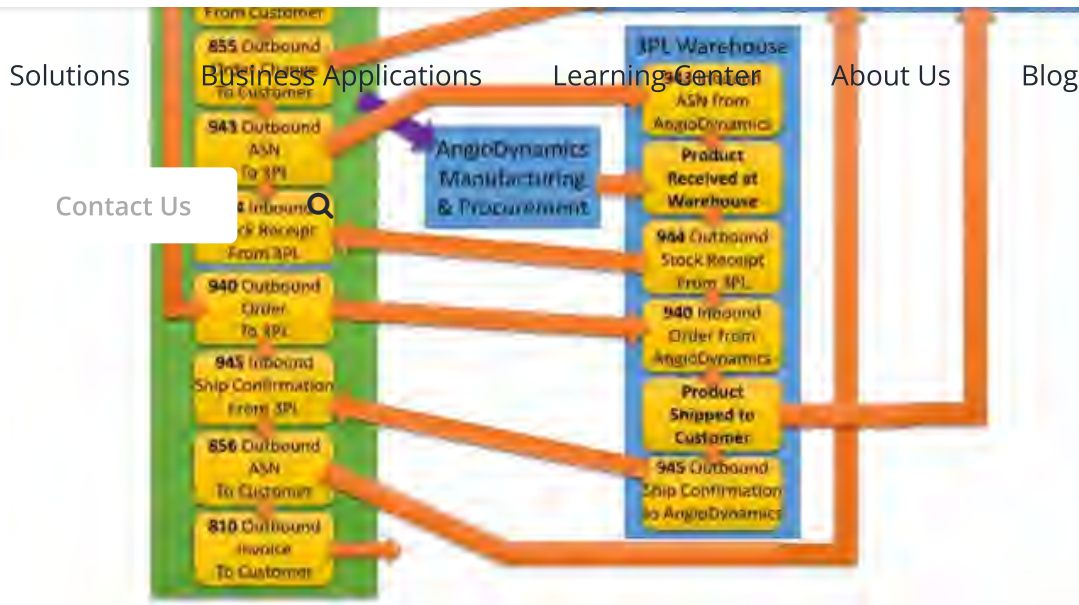 From Customer
855 Outbound
To Customer
Solutions
Business Applications
Learning Center
About Us
Blog
Contact Us
943 Outbound
ASN
To 3PL
Inbound
Receipt
From 3PL
940 Outbound
Order
To 3PL
945 Inbound
Ship Confirmation
From 3PL
856 Outbound
ASN
To Customer
810 Outbound
Invoice
To Customer
AngioDynamics
Manufacturing
& Procurement
3PL Warehouse
ASN from
AngioDynamics
Product
Received at
Warehouse
944 Outbound
Stock Receipt
From 3PL
940 Inbound
Order from
AngioDynamics
Product
Shipped to
Customer
945 Outbound
Ship Confirmation
to AngioDynamics